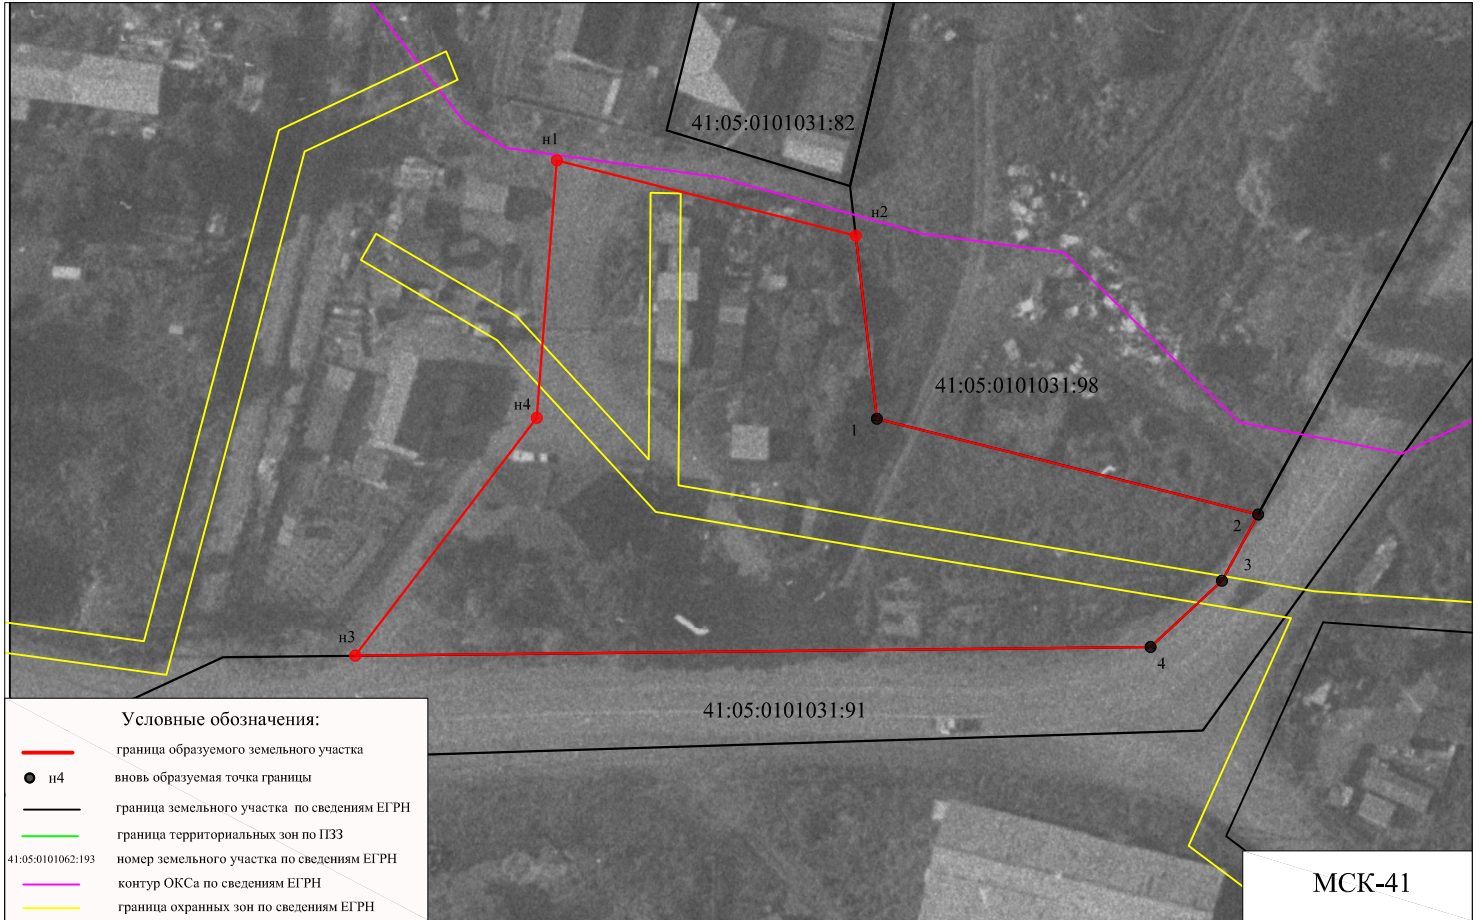 41:05:0101031:82
н1
н2
41:05:0101031:98
н4
1
2
3
н3
4
41:05:0101031:91
Условные обозначения:
граница образуемого земельного участка
н4 вновь образуемая точка границы
граница земельного участка по сведениям ЕГРН
граница территориальных зон по ПЗЗ
41:05:0101062:193 номер земельного участка по сведениям ЕГРН
контур ОКСа по сведениям ЕГРН
граница охранных зон по сведениям ЕГРН
МСК-41